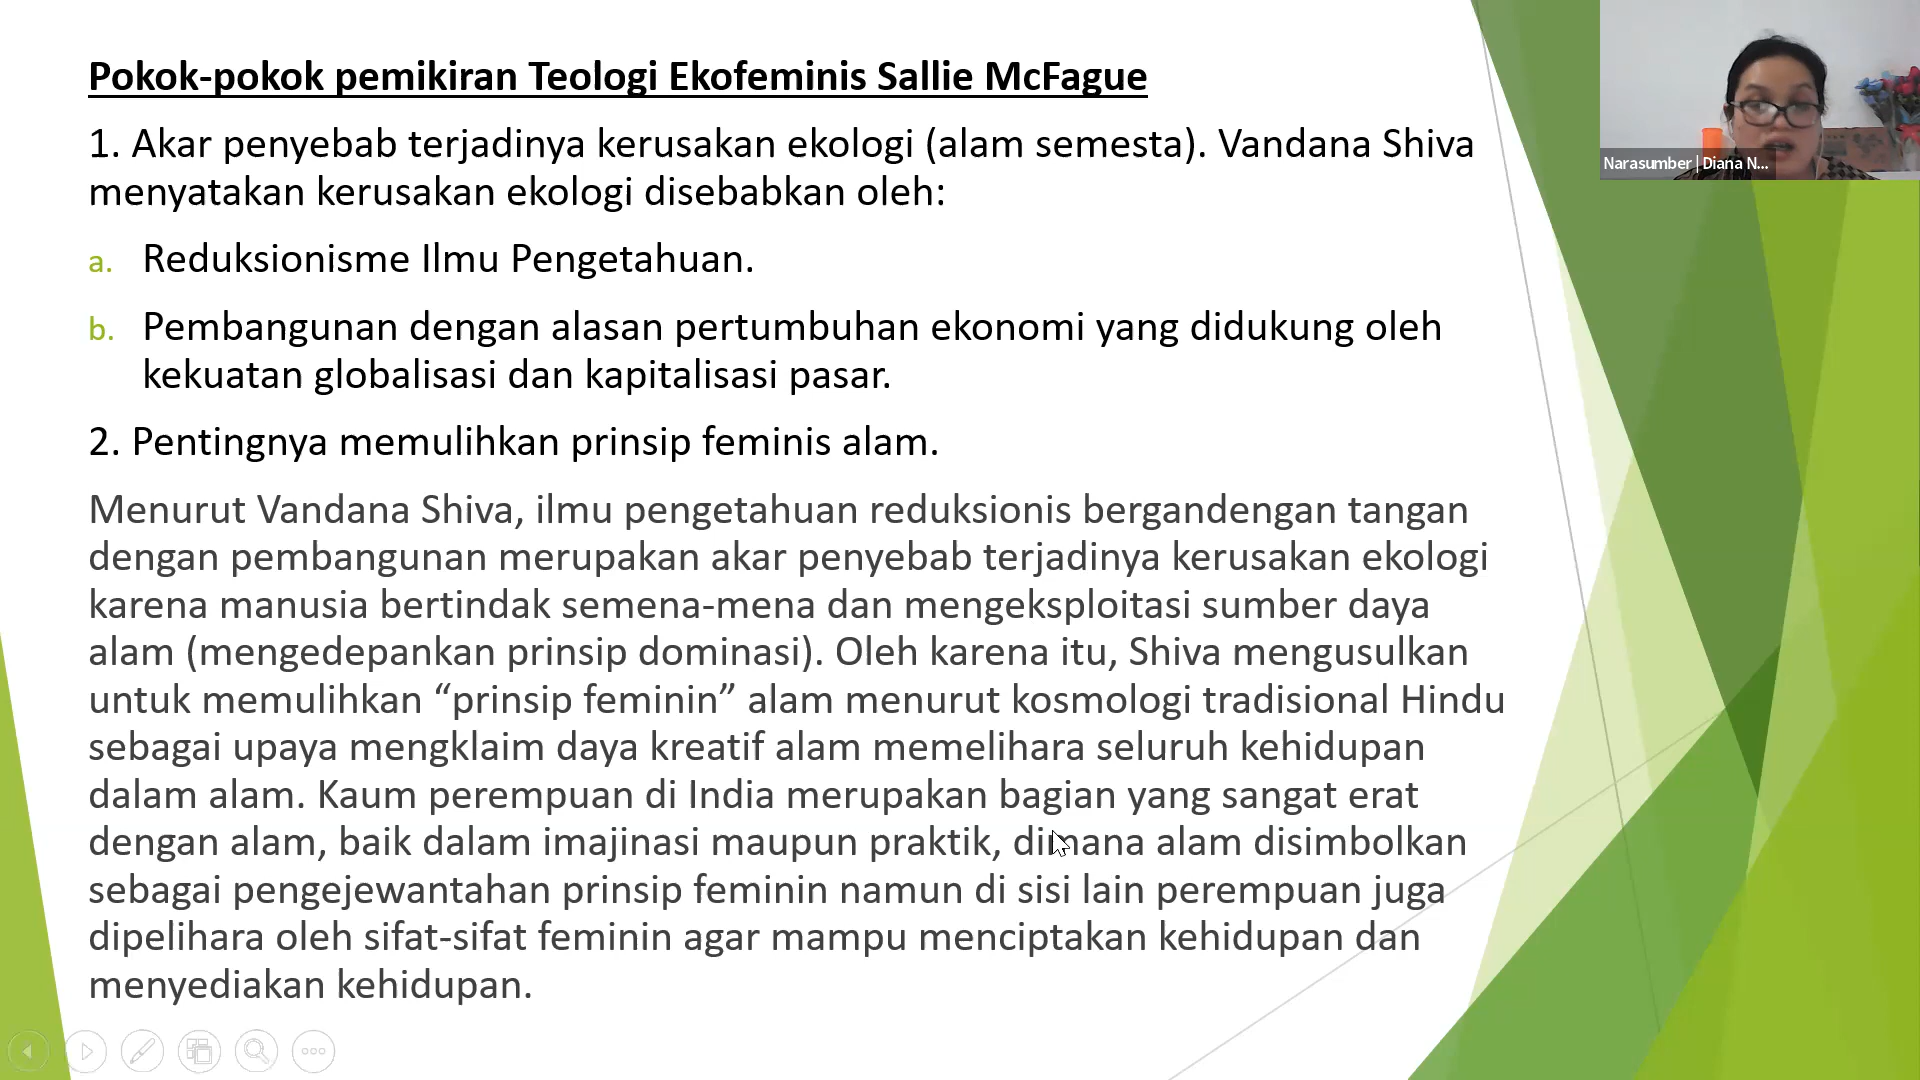 Pokok-pokok pemikiran Teologi Ekofeminis Sallie McFague
1. Akar penyebab terjadinya kerusakan ekologi (alam semesta). Vandana Shiva
menyatakan kerusakan ekologi disebabkan oleh:
a. Reduksionisme Ilmu Pengetahuan.
b. Pembangunan dengan alasan pertumbuhan ekonomi yang didukung oleh
kekuatan globalisasi dan kapitalisasi pasar.
2. Pentingnya memulihkan prinsip feminis alam.
Menurut Vandana Shiva, ilmu pengetahuan reduksionis bergandengan tangan
dengan pembangunan merupakan akar penyebab terjadinya kerusakan ekologi
karena manusia bertindak semena-mena dan mengeksploitasi sumber daya
alam (mengedepankan prinsip dominasi). Oleh karena itu, Shiva mengusulkan
untuk memulihkan “prinsip feminin” alam menurut kosmologi tradisional Hindu
sebagai upaya mengklaim daya kreatif alam memelihara seluruh kehidupan
dalam alam. Kaum perempuan di India merupakan bagian yang sangat erat
dengan alam, baik dalam imajinasi maupun praktik, dimana alam disimbolkan
sebagai pengejewantahan prinsip feminin namun di sisi lain perempuan juga
dipelihara oleh sifat-sifat feminin agar mampu menciptakan kehidupan dan
menyediakan kehidupan.
Narasumber | Diana N...